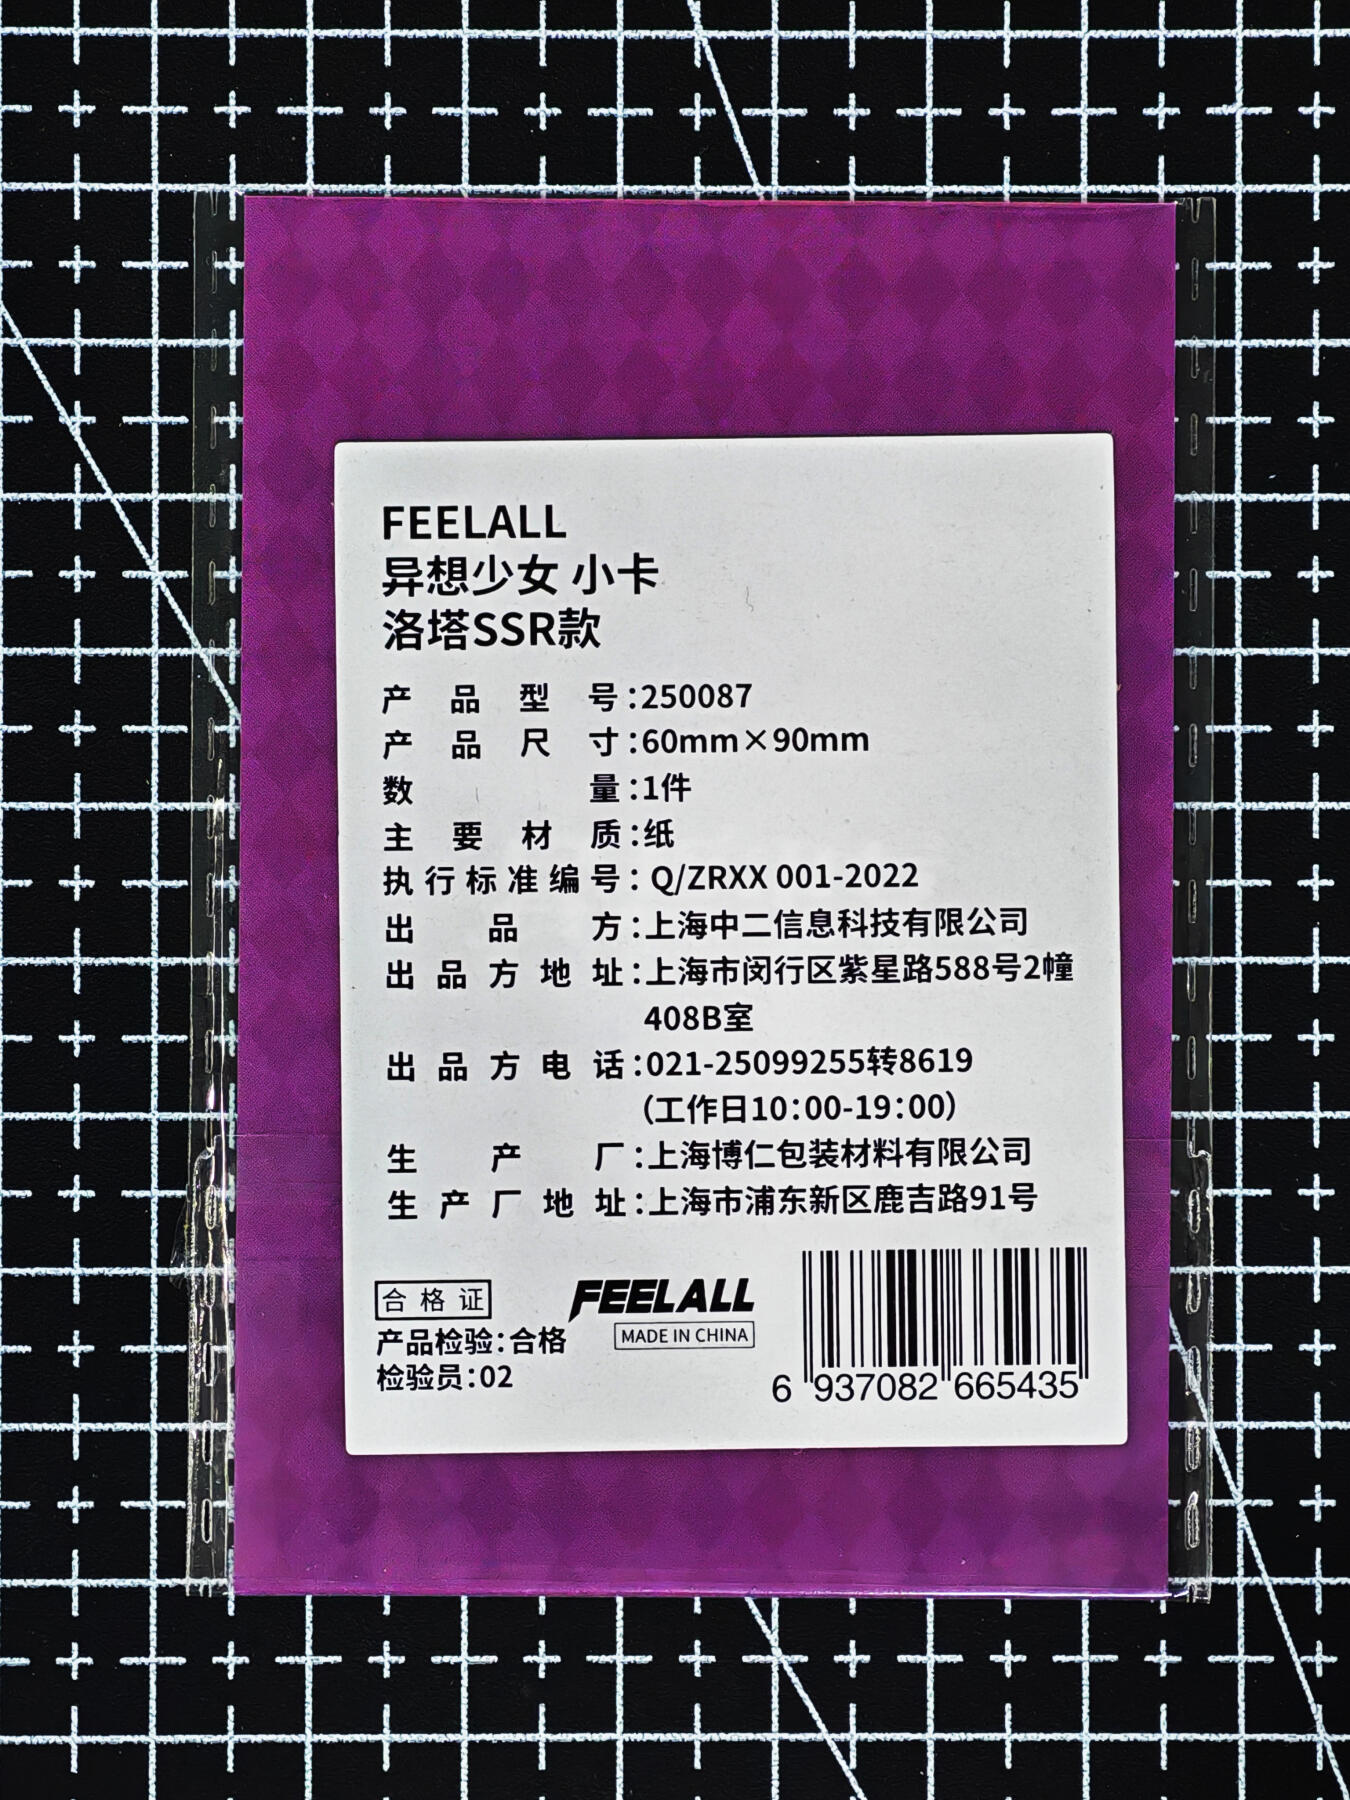 FEELALL
异想少女 小卡
洛塔SSR款
产品型号:250087
产品尺寸:60mm×90mm
数量:1件
主要材质:纸
执行标准编号: Q/ZRXX 001-2022
出品方:上海中二信息科技有限公司
出品方地址:上海市闵行区紫星路588号2幢
408B室
出品方电话:021-25099255转8619
(工作日10:00-19:00)
生产厂:上海博仁包装材料有限公司
生产厂地址:上海市浦东新区鹿吉路91号
合格证
产品检验:合格
检验员:02
FEELALL
MADE IN CHINA
6 937082 665435